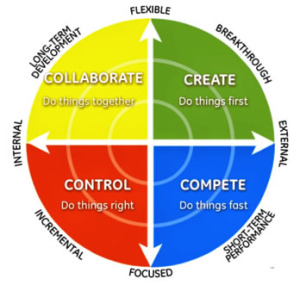 FLEXIBLE
LONG-TERM
DEVELOPMENT
BREAKTHROUGH
COLLABORATE
Do things together
CREATE
Do things first
INTERNAL
EXTERNAL
CONTROL
Do things right
COMPETE
Do things fast
INCREMENTAL
SHORT-TERM
PERFORMANCE
FOCUSED